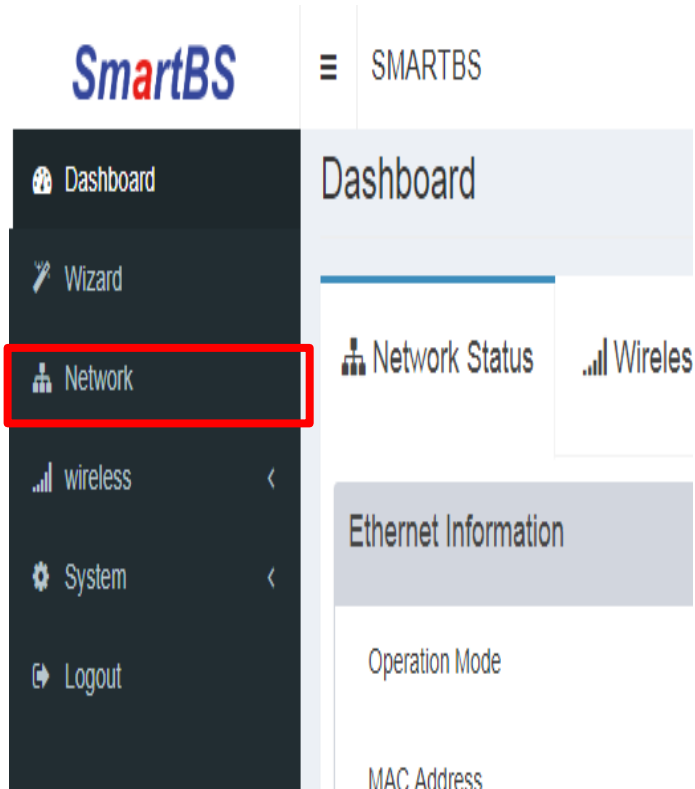 SmartBS
SMARTBS
Dashboard
Wizard
Network
wireless
System
Logout
Dashboard
Network Status
Wireles
Ethernet Information
Operation Mode
MAC Address